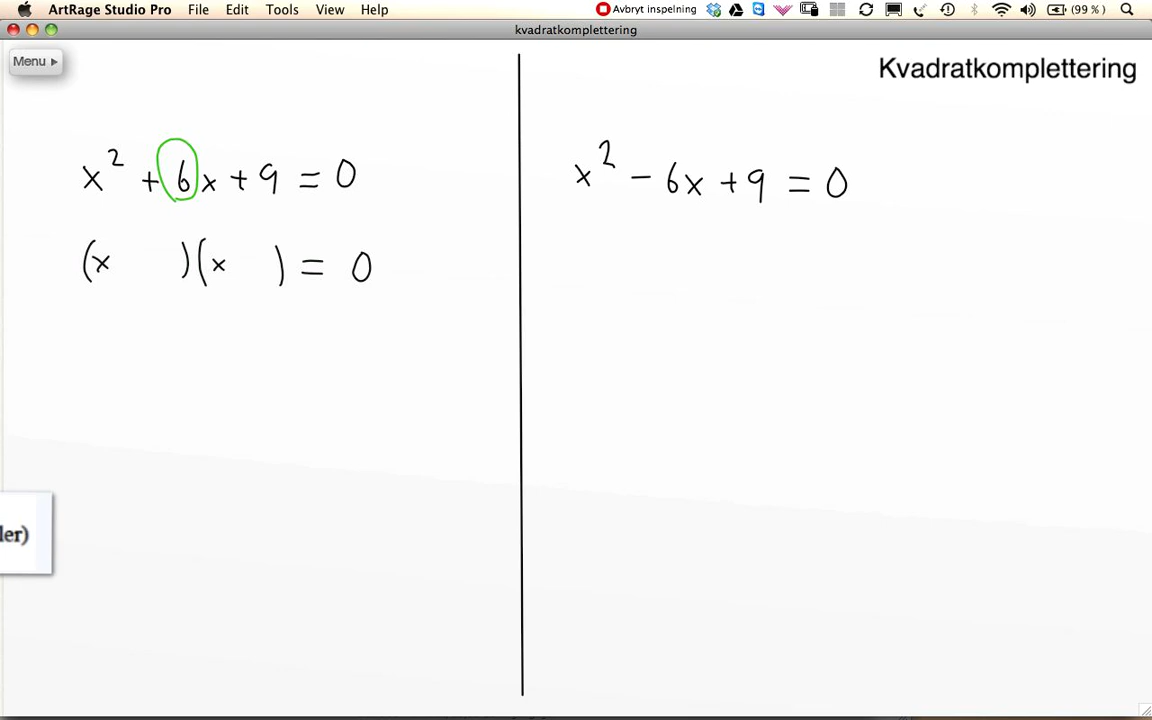 ArtRage Studio Pro File Edit Tools View Help Avbryt inspelning (99 %)
kvadratkomplettering
Menu
Kvadratkomplettering
x² + 6x + 9 = 0
(x )(x ) = 0
x² - 6x + 9 = 0
ler)